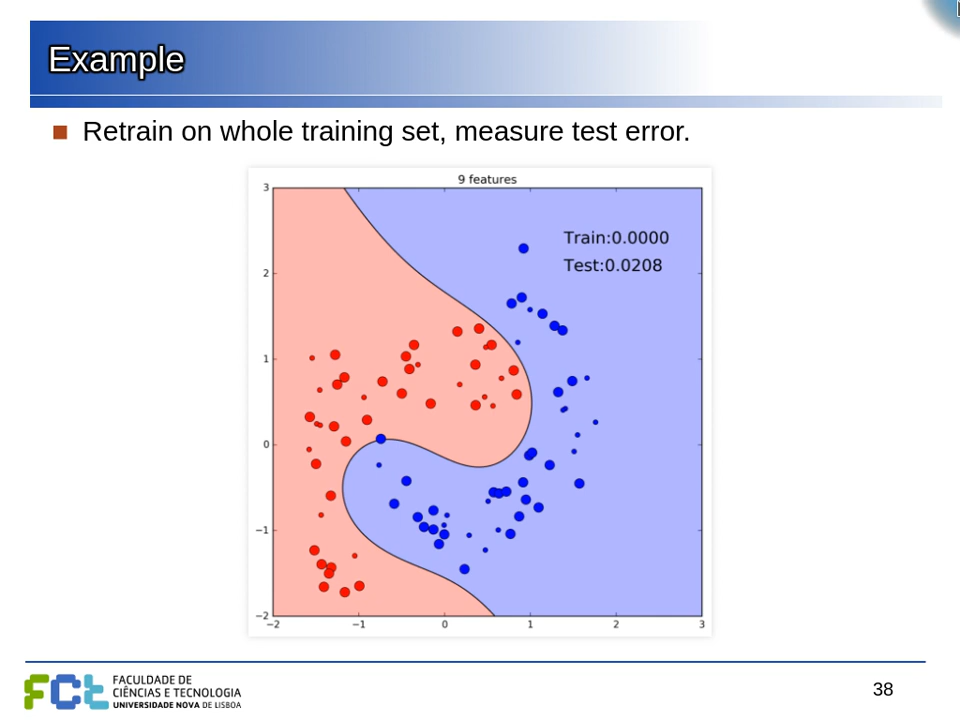 Example
Retrain on whole training set, measure test error.
9 features
Train:0.0000
Test:0.0208
3
2
1
0
−1
−2
−2 −1 0 1 2 3
FCt FACULDADE DE
CIÊNCIAS E TECNOLOGIA
UNIVERSIDADE NOVA DE LISBOA
38